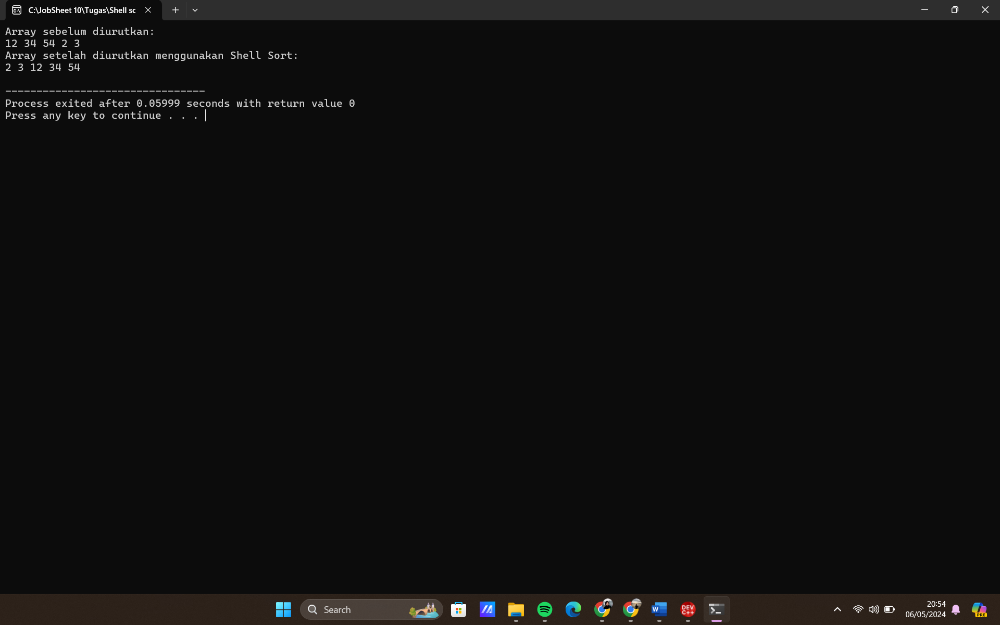 C:\JobSheet 10\Tugas\Shell sc
Array sebelum diurutkan:
12 34 54 2 3
Array setelah diurutkan menggunakan Shell Sort:
2 3 12 34 54
--------------------------------
Process exited after 0.05999 seconds with return value 0
Press any key to continue . . .
Search
W
DEV
C++
20:54
06/05/2024
PRE